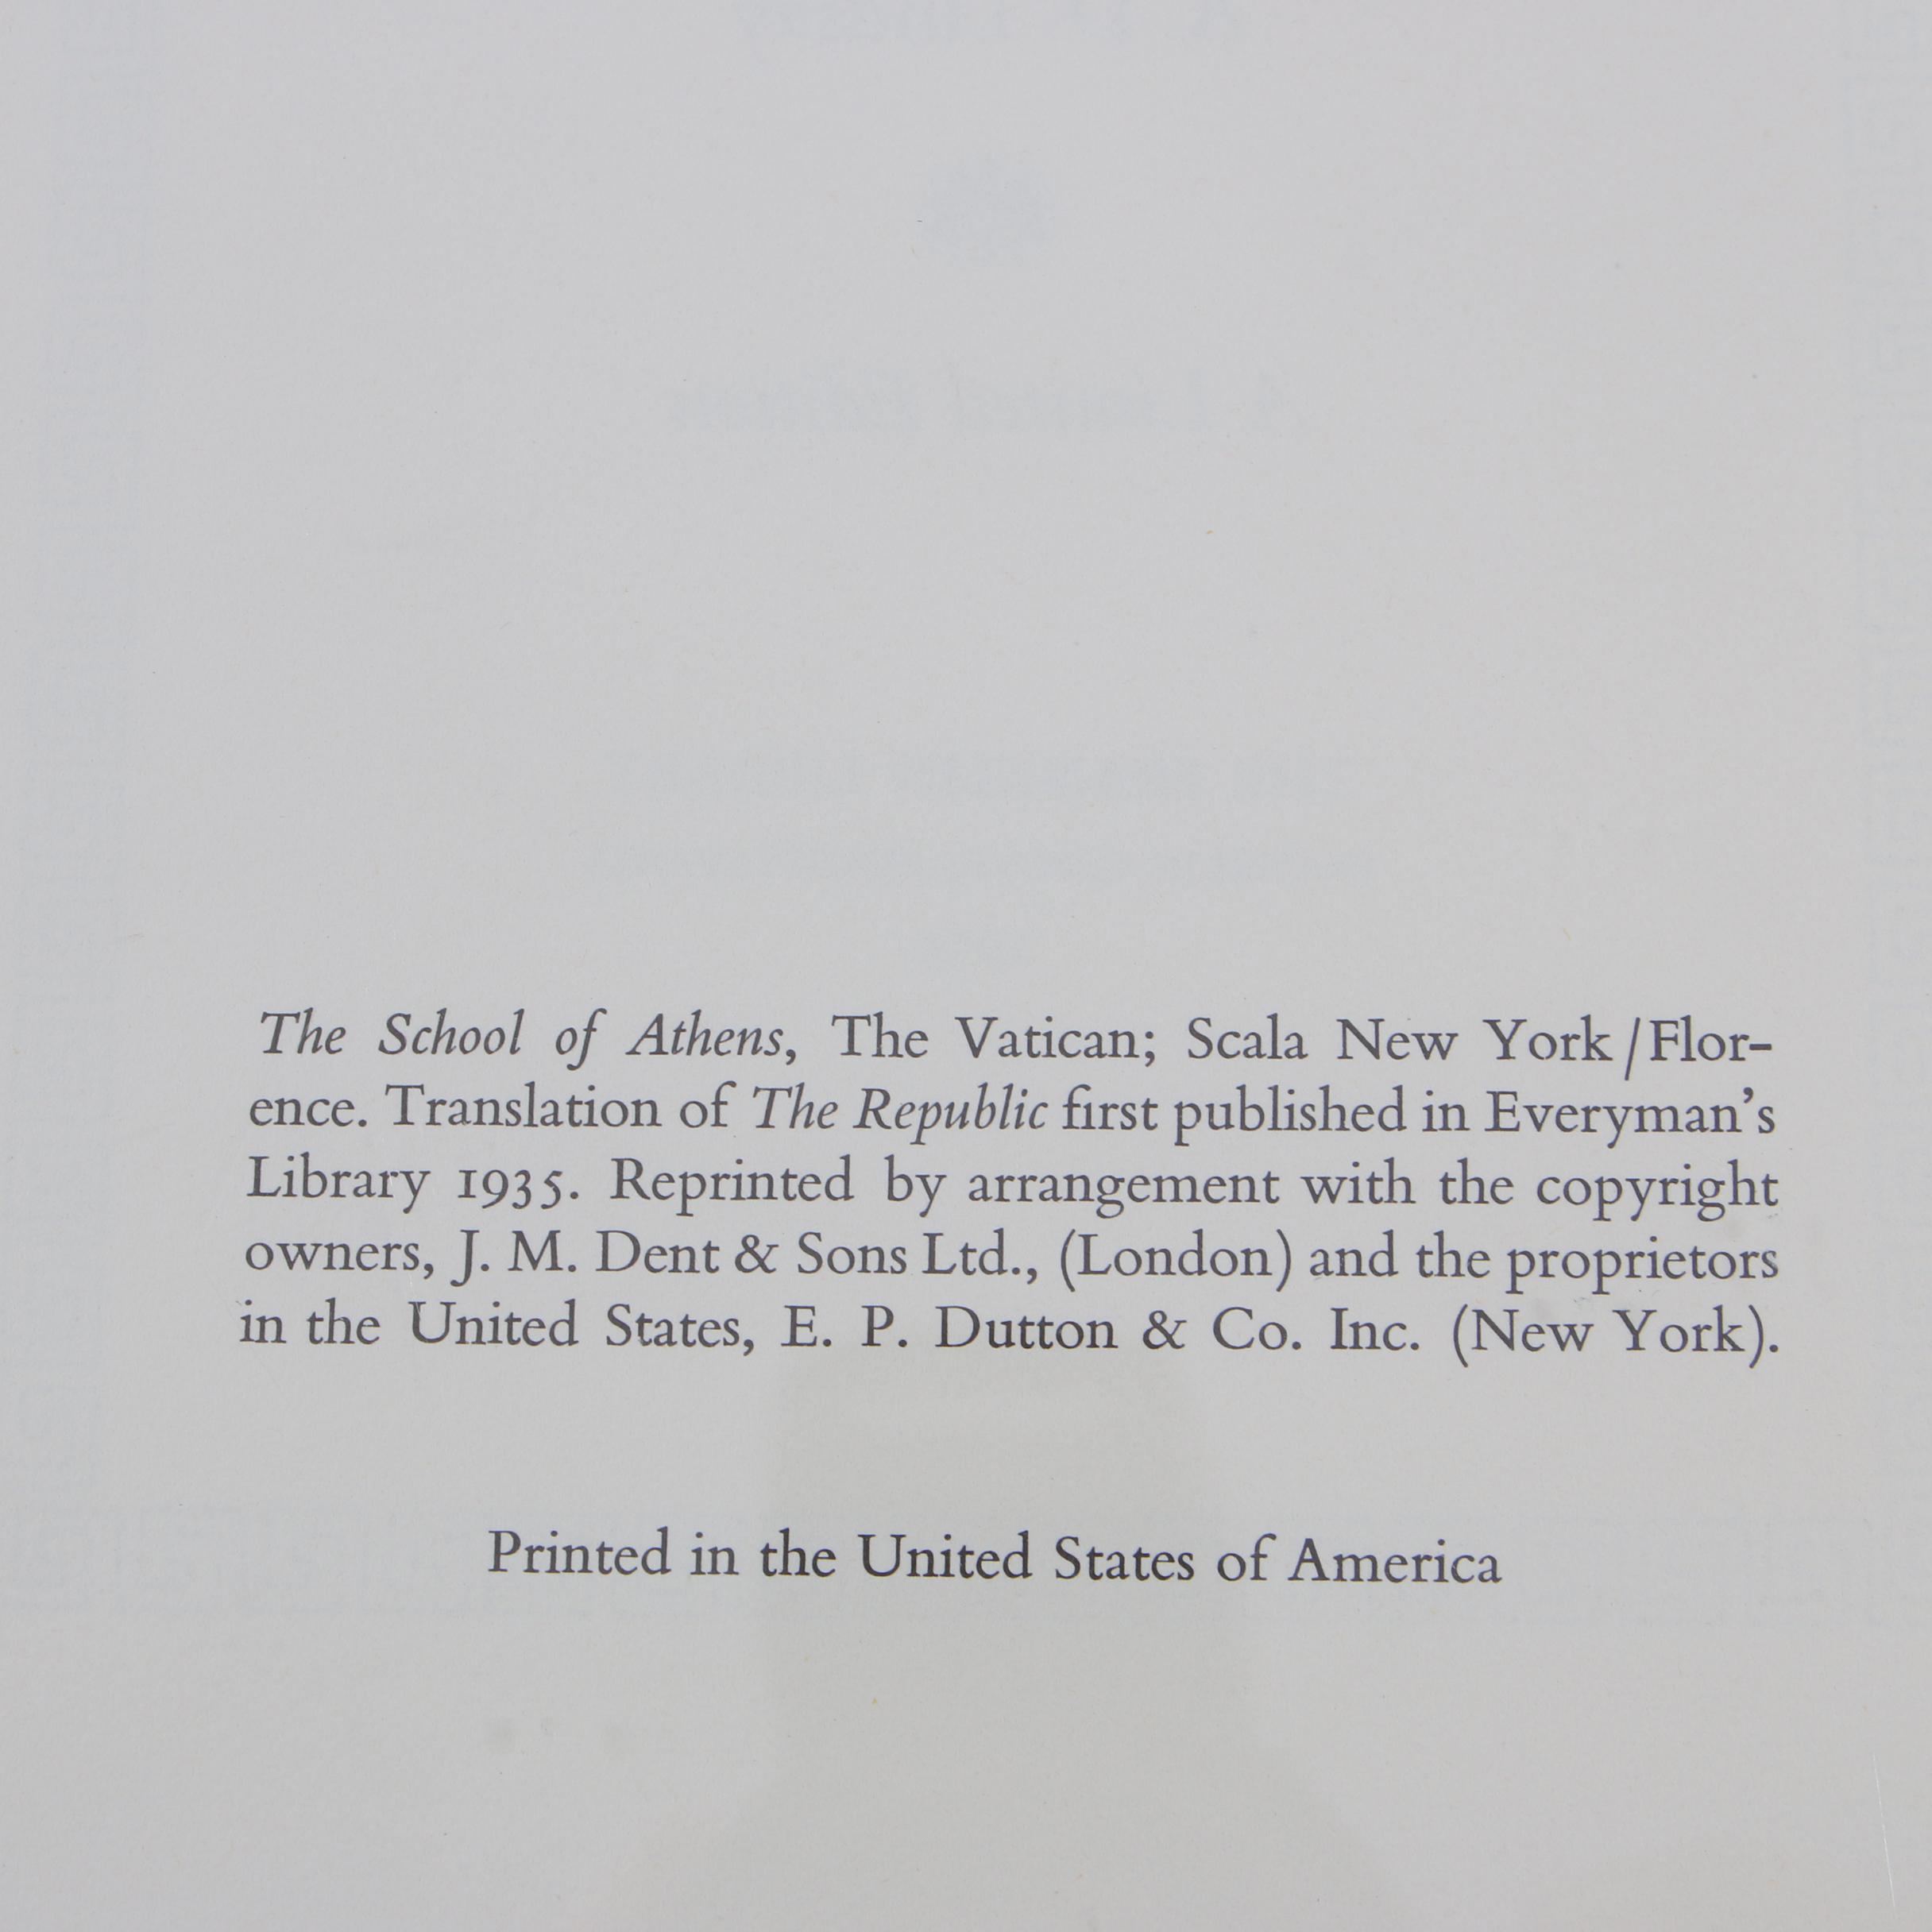 The School of Athens, The Vatican; Scala New York/Flor-
ence. Translation of The Republic first published in Everyman's
Library 1935. Reprinted by arrangement with the copyright
owners, J. M. Dent & Sons Ltd., (London) and the proprietors
in the United States, E. P. Dutton & Co. Inc. (New York).
Printed in the United States of America